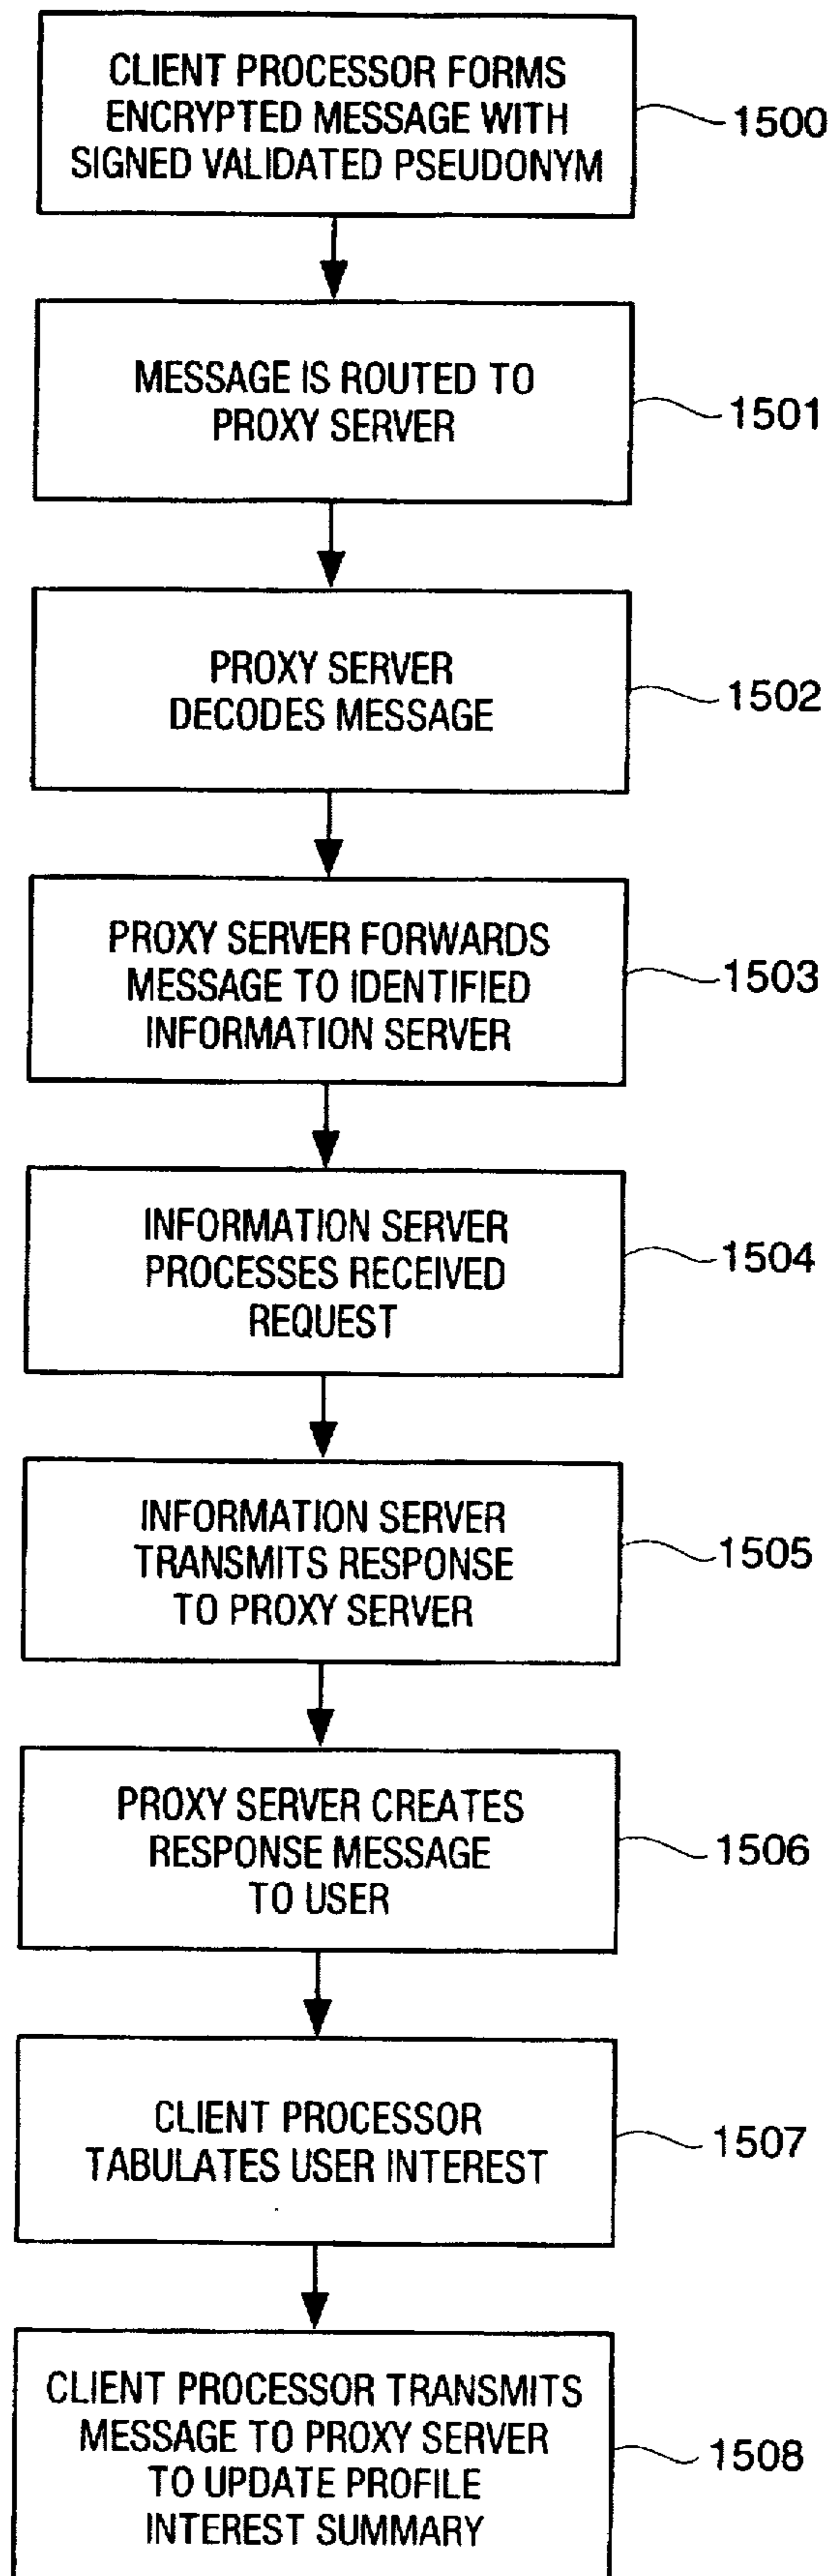 CLIENT PROCESSOR FORMS
ENCRYPTED MESSAGE WITH
SIGNED VALIDATED PSEUDONYM
1500
MESSAGE IS ROUTED TO
PROXY SERVER
1501
PROXY SERVER
DECODES MESSAGE
1502
PROXY SERVER FORWARDS
MESSAGE TO IDENTIFIED
INFORMATION SERVER
1503
INFORMATION SERVER
PROCESSES RECEIVED
REQUEST
1504
INFORMATION SERVER
TRANSMITS RESPONSE
TO PROXY SERVER
1505
PROXY SERVER CREATES
RESPONSE MESSAGE
TO USER
1506
CLIENT PROCESSOR
TABULATES USER INTEREST
1507
CLIENT PROCESSOR TRANSMITS
MESSAGE TO PROXY SERVER
TO UPDATE PROFILE
INTEREST SUMMARY
1508